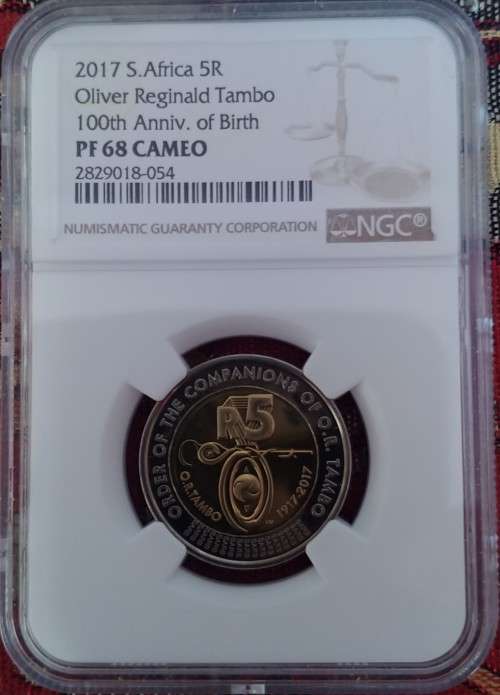 2017 S.Africa 5R
Oliver Reginald Tambo
100th Anniv. of Birth
PF 68 CAMEO
2829018-054
NUMISMATIC GUARANTY CORPORATION
NGC®
ORDER OF THE COMPANIONS OF O.R. TAMBO
R5
O.R.TAMBO
1917-2017